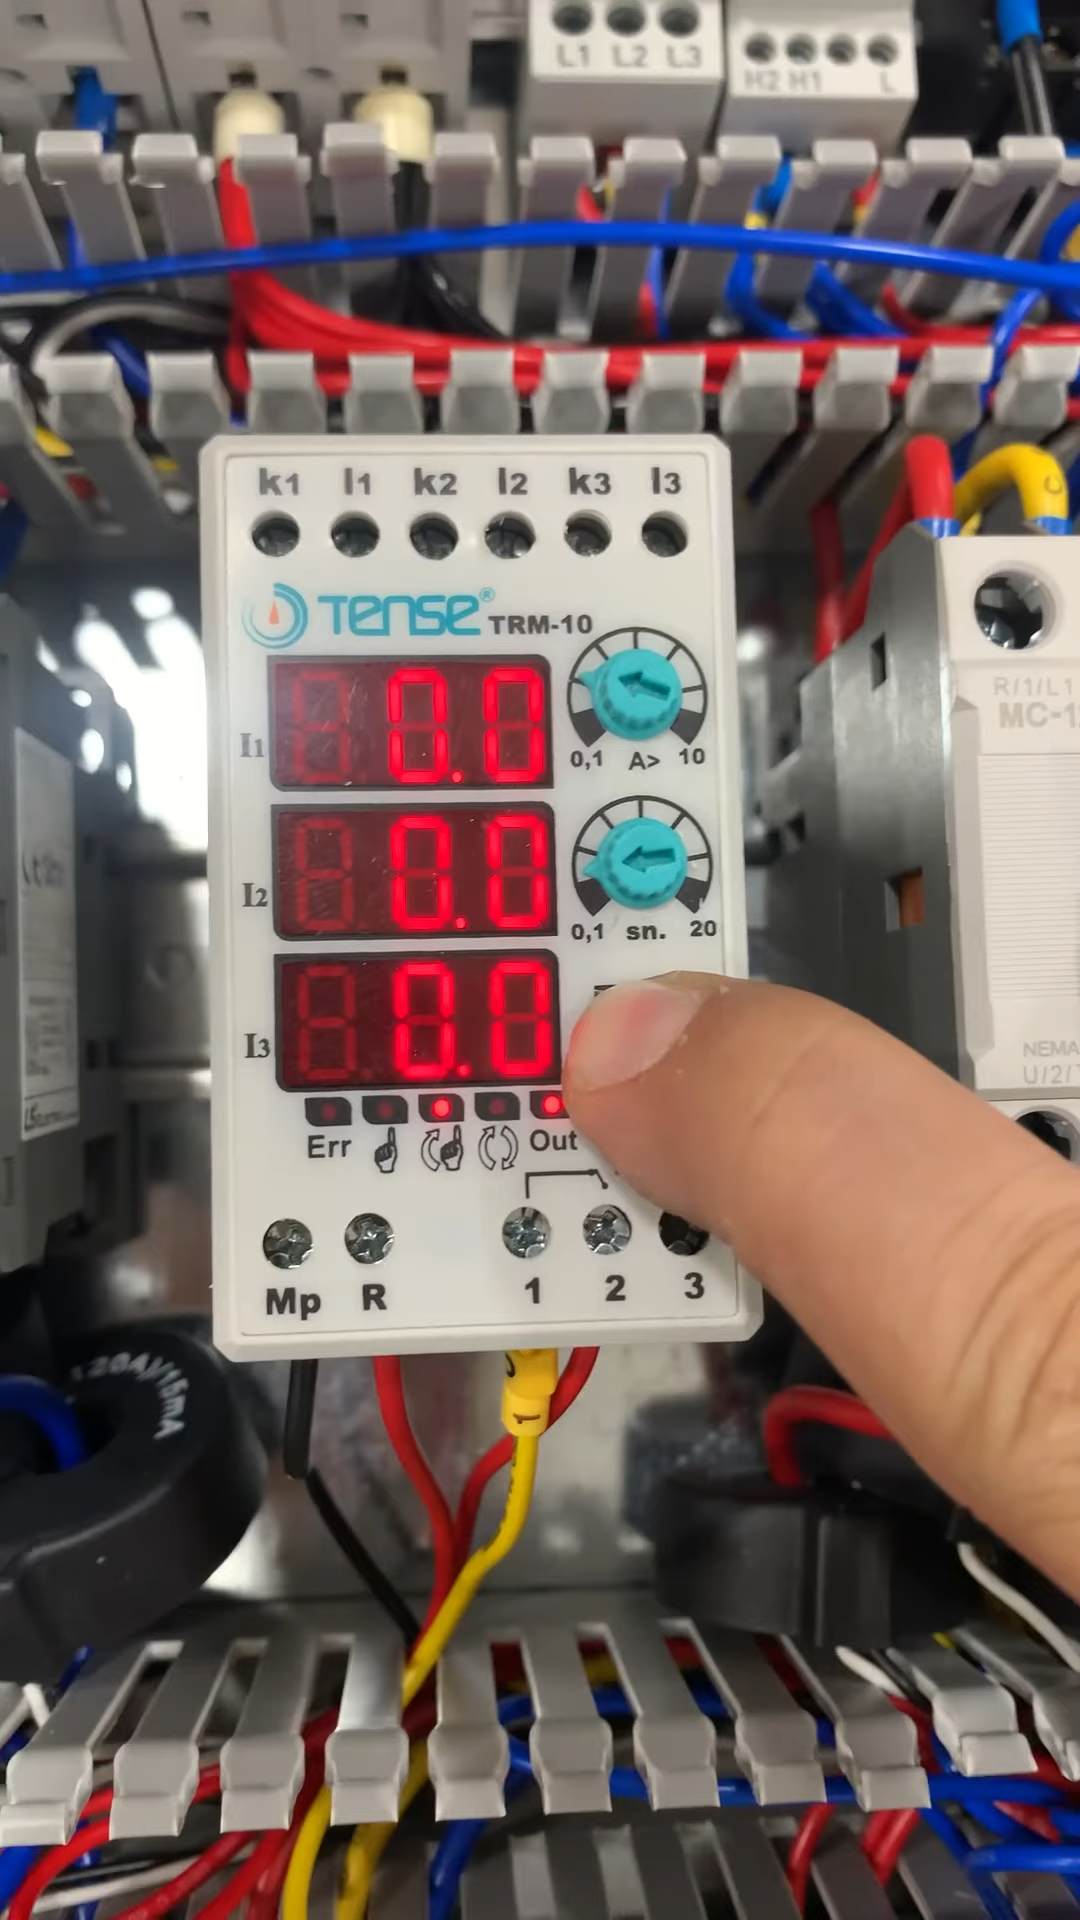 L1 L2 L3
H2 H1 L
k1 l1 k2 l2 k3 l3
TENSE® TRM-10
I1 0.0
0,1 A> 10
I2 0.0
0,1 sn. 20
I3 0.0
Err Out
Mp R 1 2 3
R/1/L1
NEMA
U/2/
120A/15mA
1
C